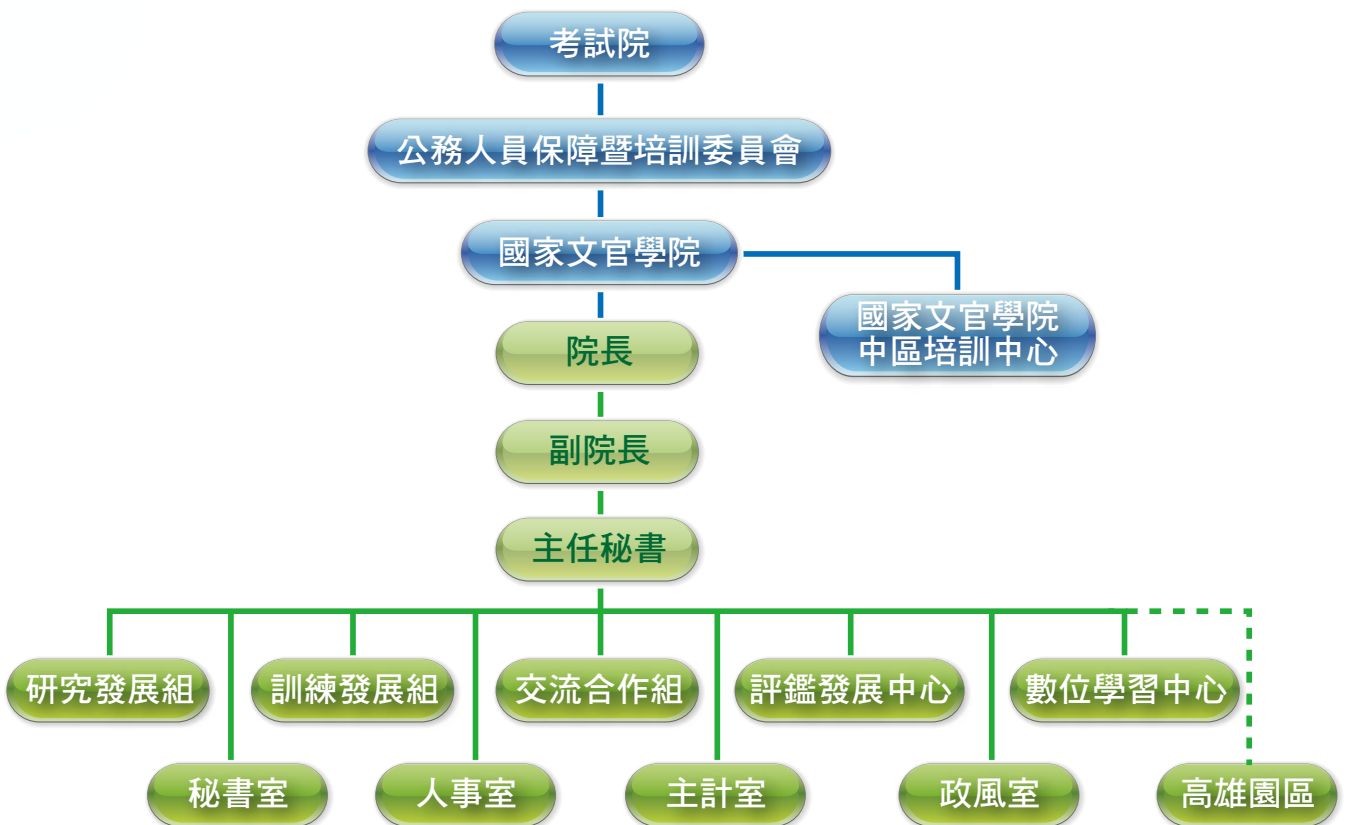 考試院
公務人員保障暨培訓委員會
國家文官學院
國家文官學院
中區培訓中心
院長
副院長
主任秘書
研究發展組
訓練發展組
交流合作組
評鑑發展中心
數位學習中心
秘書室
人事室
主計室
政風室
高雄園區